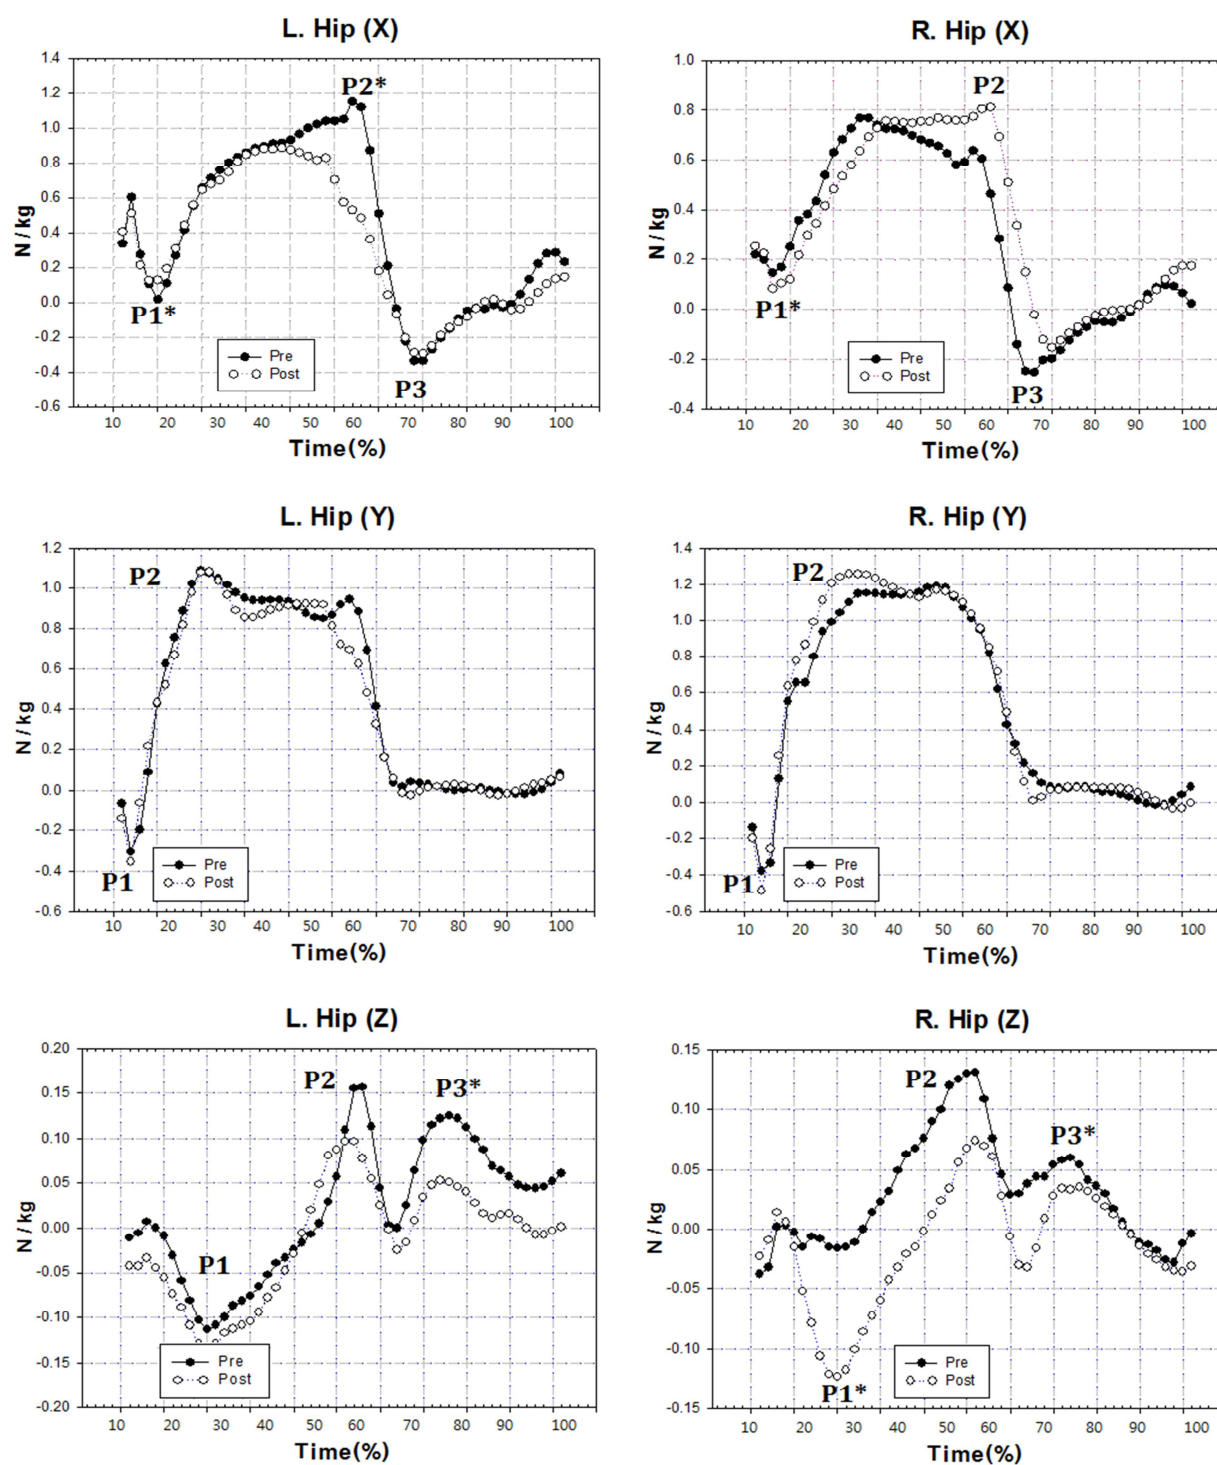 L. Hip (X)
1.4
1.2
1.0
0.8
0.6
0.4
0.2
0.0
-0.2
-0.4
-0.6
N / kg
P1*
P2*
P3
Pre
Post
10 20 30 40 50 60 70 80 90 100
Time(%)
R. Hip (X)
1.0
0.8
0.6
0.4
0.2
0.0
-0.2
-0.4
N / kg
P1*
P2
P3
Pre
Post
10 20 30 40 50 60 70 80 90 100
Time(%)
L. Hip (Y)
1.2
1.0
0.8
0.6
0.4
0.2
0.0
-0.2
-0.4
-0.6
N / kg
P2
P1
Pre
Post
10 20 30 40 50 60 70 80 90 100
Time(%)
R. Hip (Y)
1.4
1.2
1.0
0.8
0.6
0.4
0.2
0.0
-0.2
-0.4
-0.6
N / kg
P2
P1
Pre
Post
10 20 30 40 50 60 70 80 90 100
Time(%)
L. Hip (Z)
0.20
0.15
0.10
0.05
0.00
-0.05
-0.10
-0.15
-0.20
N / kg
P2
P3*
P1
Pre
Post
10 20 30 40 50 60 70 80 90 100
Time(%)
R. Hip (Z)
0.15
0.10
0.05
0.00
-0.05
-0.10
-0.15
N / kg
P2
P3*
P1*
Pre
Post
10 20 30 40 50 60 70 80 90 100
Time(%)